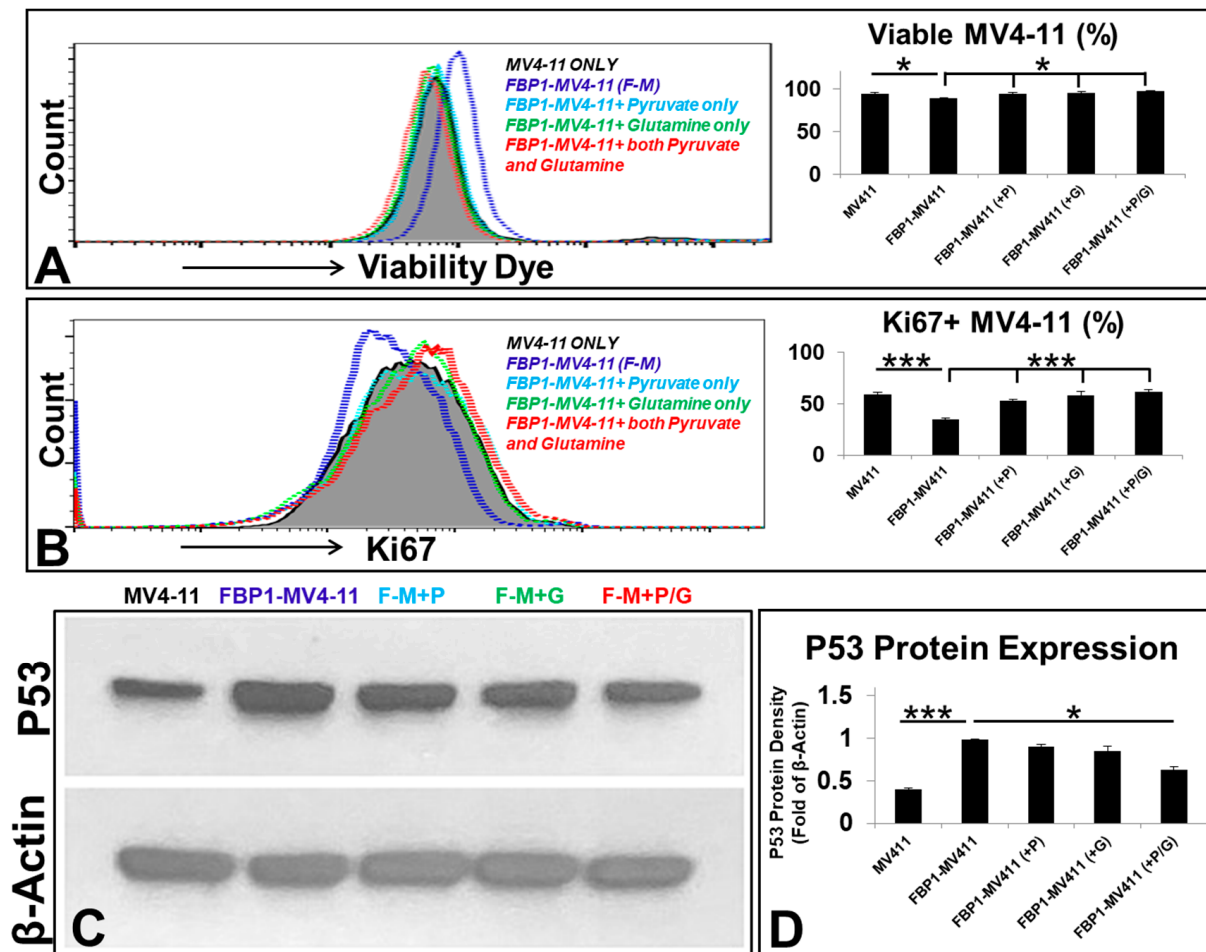 MV4-11 ONLY
FBP1-MV4-11 (F-M)
FBP1-MV4-11+ Pyruvate only
FBP1-MV4-11+ Glutamine only
FBP1-MV4-11+ both Pyruvate
and Glutamine
Count
Viability Dye
A
Viable MV4-11 (%)
* *
100
50
0
MV411
FBP1-MV411
FBP1-MV411 (+P)
FBP1-MV411 (+G)
FBP1-MV411 (+P/G)
MV4-11 ONLY
FBP1-MV4-11 (F-M)
FBP1-MV4-11+ Pyruvate only
FBP1-MV4-11+ Glutamine only
FBP1-MV4-11+ both Pyruvate
and Glutamine
Count
Ki67
B
Ki67+ MV4-11 (%)
*** ***
100
50
0
MV411
FBP1-MV411
FBP1-MV411 (+P)
FBP1-MV411 (+G)
FBP1-MV411 (+P/G)
MV4-11 FBP1-MV4-11 F-M+P F-M+G F-M+P/G
P53
β-Actin
C
P53 Protein Expression
*** *
P53 Protein Density
(Fold of β-Actin)
1.5
1
0.5
0
MV411
FBP1-MV411
FBP1-MV411 (+P)
FBP1-MV411 (+G)
FBP1-MV411 (+P/G)
D